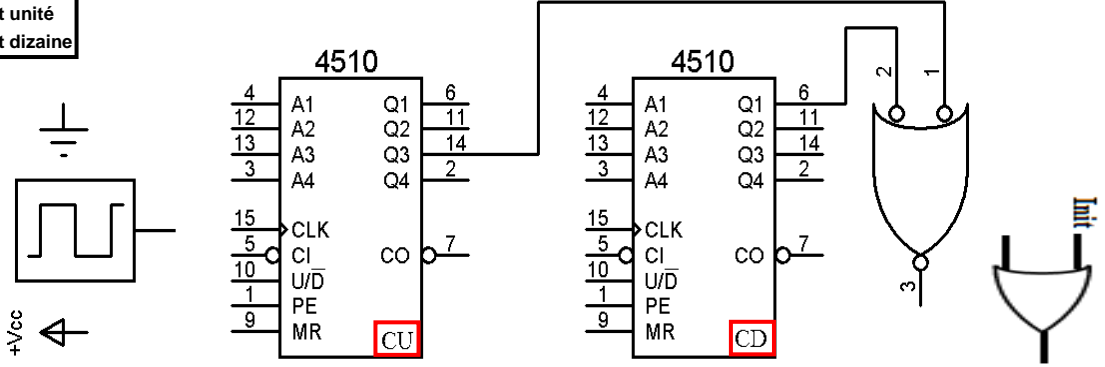 t unité
t dizaine
4510
4 A1 Q1 6
12 A2 Q2 11
13 A3 Q3 14
3 A4 Q4 2
15 CLK
5 CI CO 7
10 U/D̅
1 PE
9 MR
CU
4510
4 A1 Q1 6
12 A2 Q2 11
13 A3 Q3 14
3 A4 Q4 2
15 CLK
5 CI CO 7
10 U/D̅
1 PE
9 MR
CD
2
1
3
Init
+Vcc